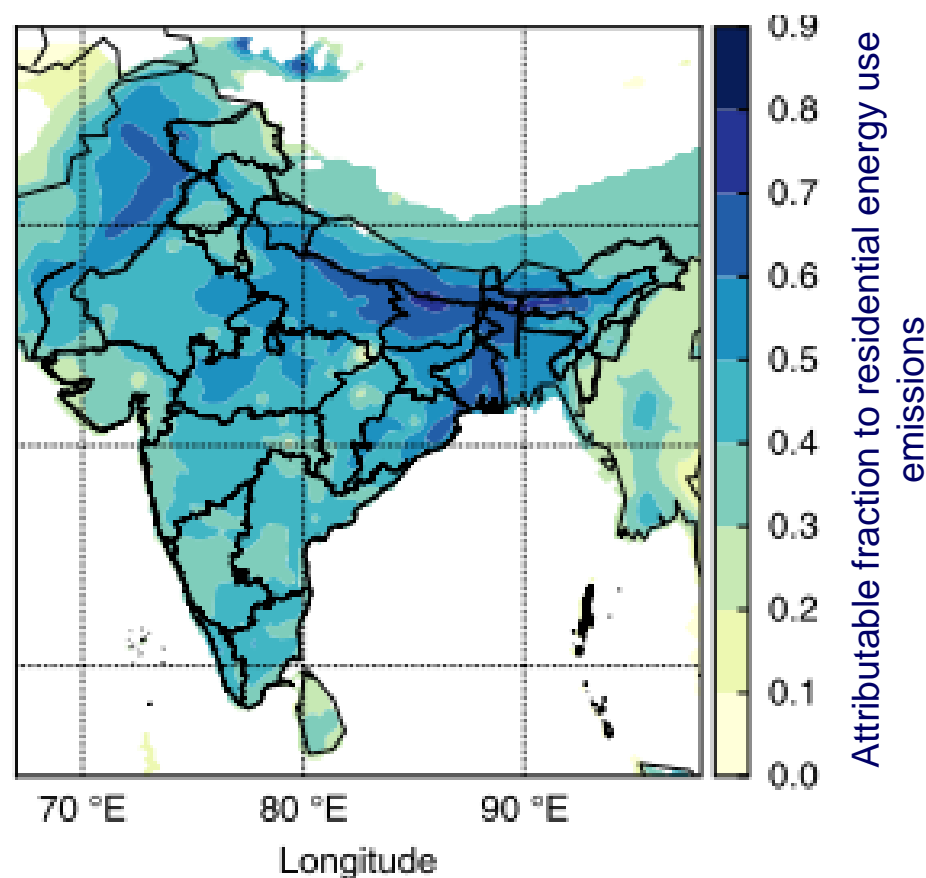 0.9
0.8
0.7
0.6
0.5
0.4
0.3
0.2
0.1
0.0
Attributable fraction to residential energy use
emissions
70 °E
80 °E
90 °E
Longitude